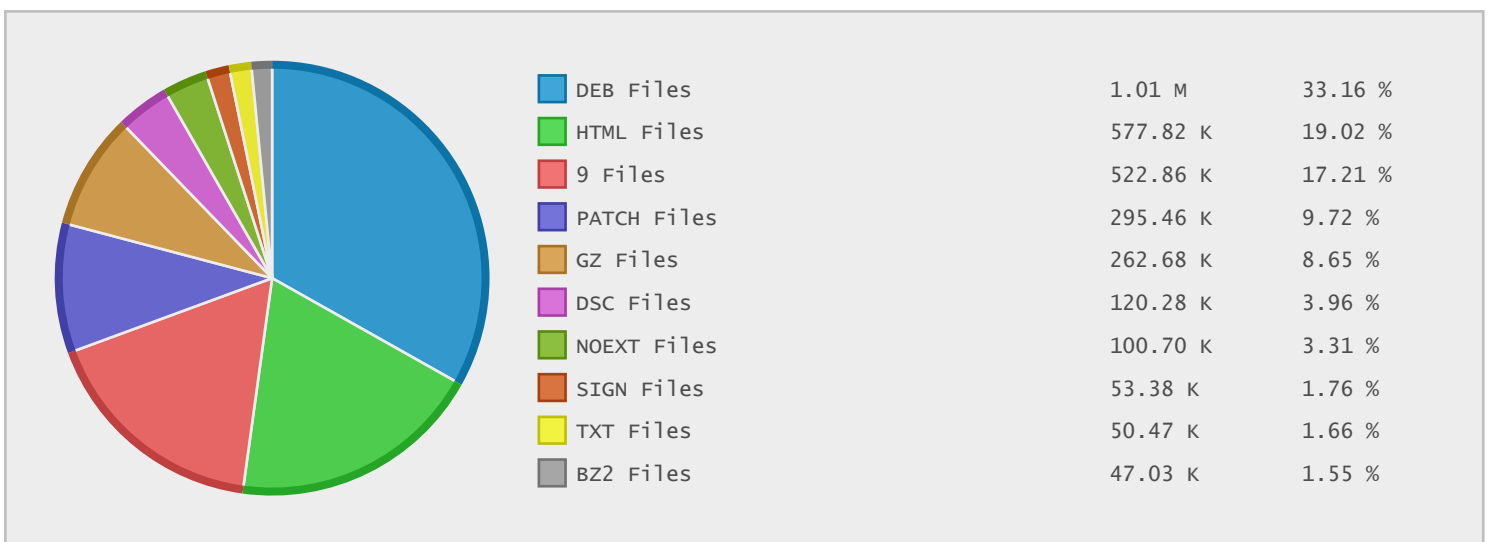 DEB Files 1.01 M 33.16 %
HTML Files 577.82 K 19.02 %
9 Files 522.86 K 17.21 %
PATCH Files 295.46 K 9.72 %
GZ Files 262.68 K 8.65 %
DSC Files 120.28 K 3.96 %
NOEXT Files 100.70 K 3.31 %
SIGN Files 53.38 K 1.76 %
TXT Files 50.47 K 1.66 %
BZ2 Files 47.03 K 1.55 %